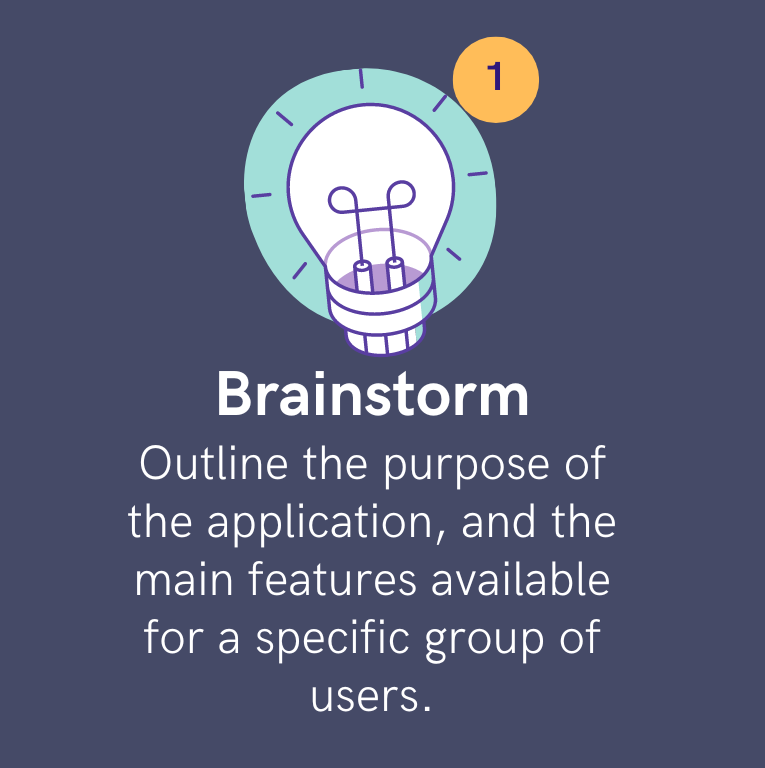 1
Brainstorm
Outline the purpose of
the application, and the
main features available
for a specific group of
users.